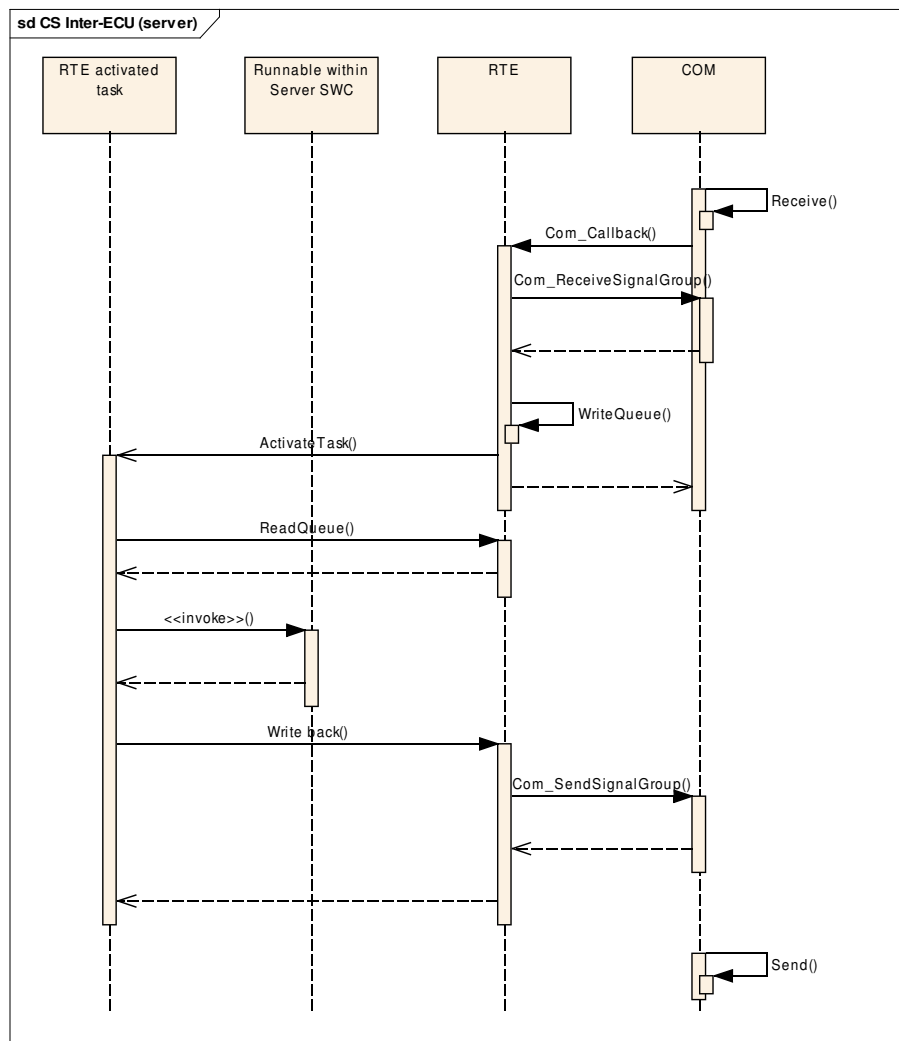 sd CS Inter-ECU (server)
RTE activated
task
Runnable within
Server SWC
RTE
COM
Receive()
Com_Callback()
Com_ReceiveSignalGroup()
WriteQueue()
ActivateTask()
ReadQueue()
<<invoke>>()
Write back()
Com_SendSignalGroup()
Send()